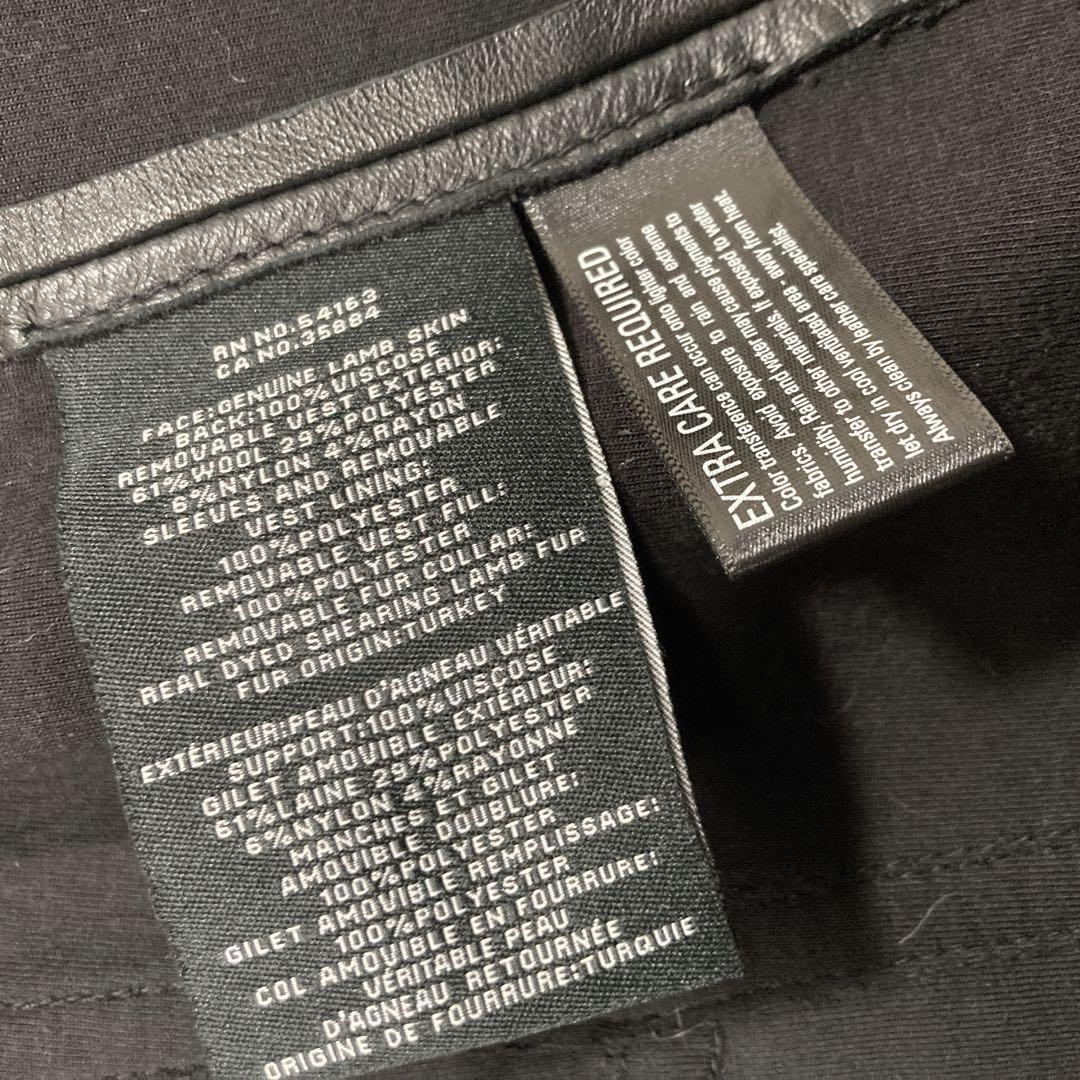 RN NO.54163
CA NO.35884
FACE:GENUINE LAMB SKIN
BACK:100%VISCOSE
REMOVABLE VEST EXTERIOR:
61%WOOL 29%POLYESTER
6%NYLON 4%RAYON
SLEEVES AND REMOVABLE
VEST LINING:
100%POLYESTER
REMOVABLE VEST FILL:
100%POLYESTER
REMOVABLE FUR COLLAR:
REAL DYED SHEARING LAMB FUR
FUR ORIGIN:TURKEY
EXTÉRIEUR:PEAU D'AGNEAU VÉRITABLE
SUPPORT:100%VISCOSE
GILET AMOUIBLE EXTÉRIEUR:
61%LAINE 29%POLYESTER
6%NYLON 4%RAYONNE
MANCHES ET GILET
AMOVIBLE DOUBLURE:
100%POLYESTER
GILET AMOVIBLE REMPLISSAGE:
100%POLYESTER
COL AMOVIBLE EN FOURRURE:
VÉRITABLE PEAU
D'AGNEAU RETOURNÉE
ORIGINE DE FOURRURE:TURQUIE
EXTRA CARE REQUIRED
Color transference can occur onto lighter color
fabrics. Avoid exposure to rain and extreme
humidity. Rain and water may cause pigments to
transfer to other materials. If exposed to water
let dry in cool ventilated area - away from heat.
Always clean by leather care specialist.